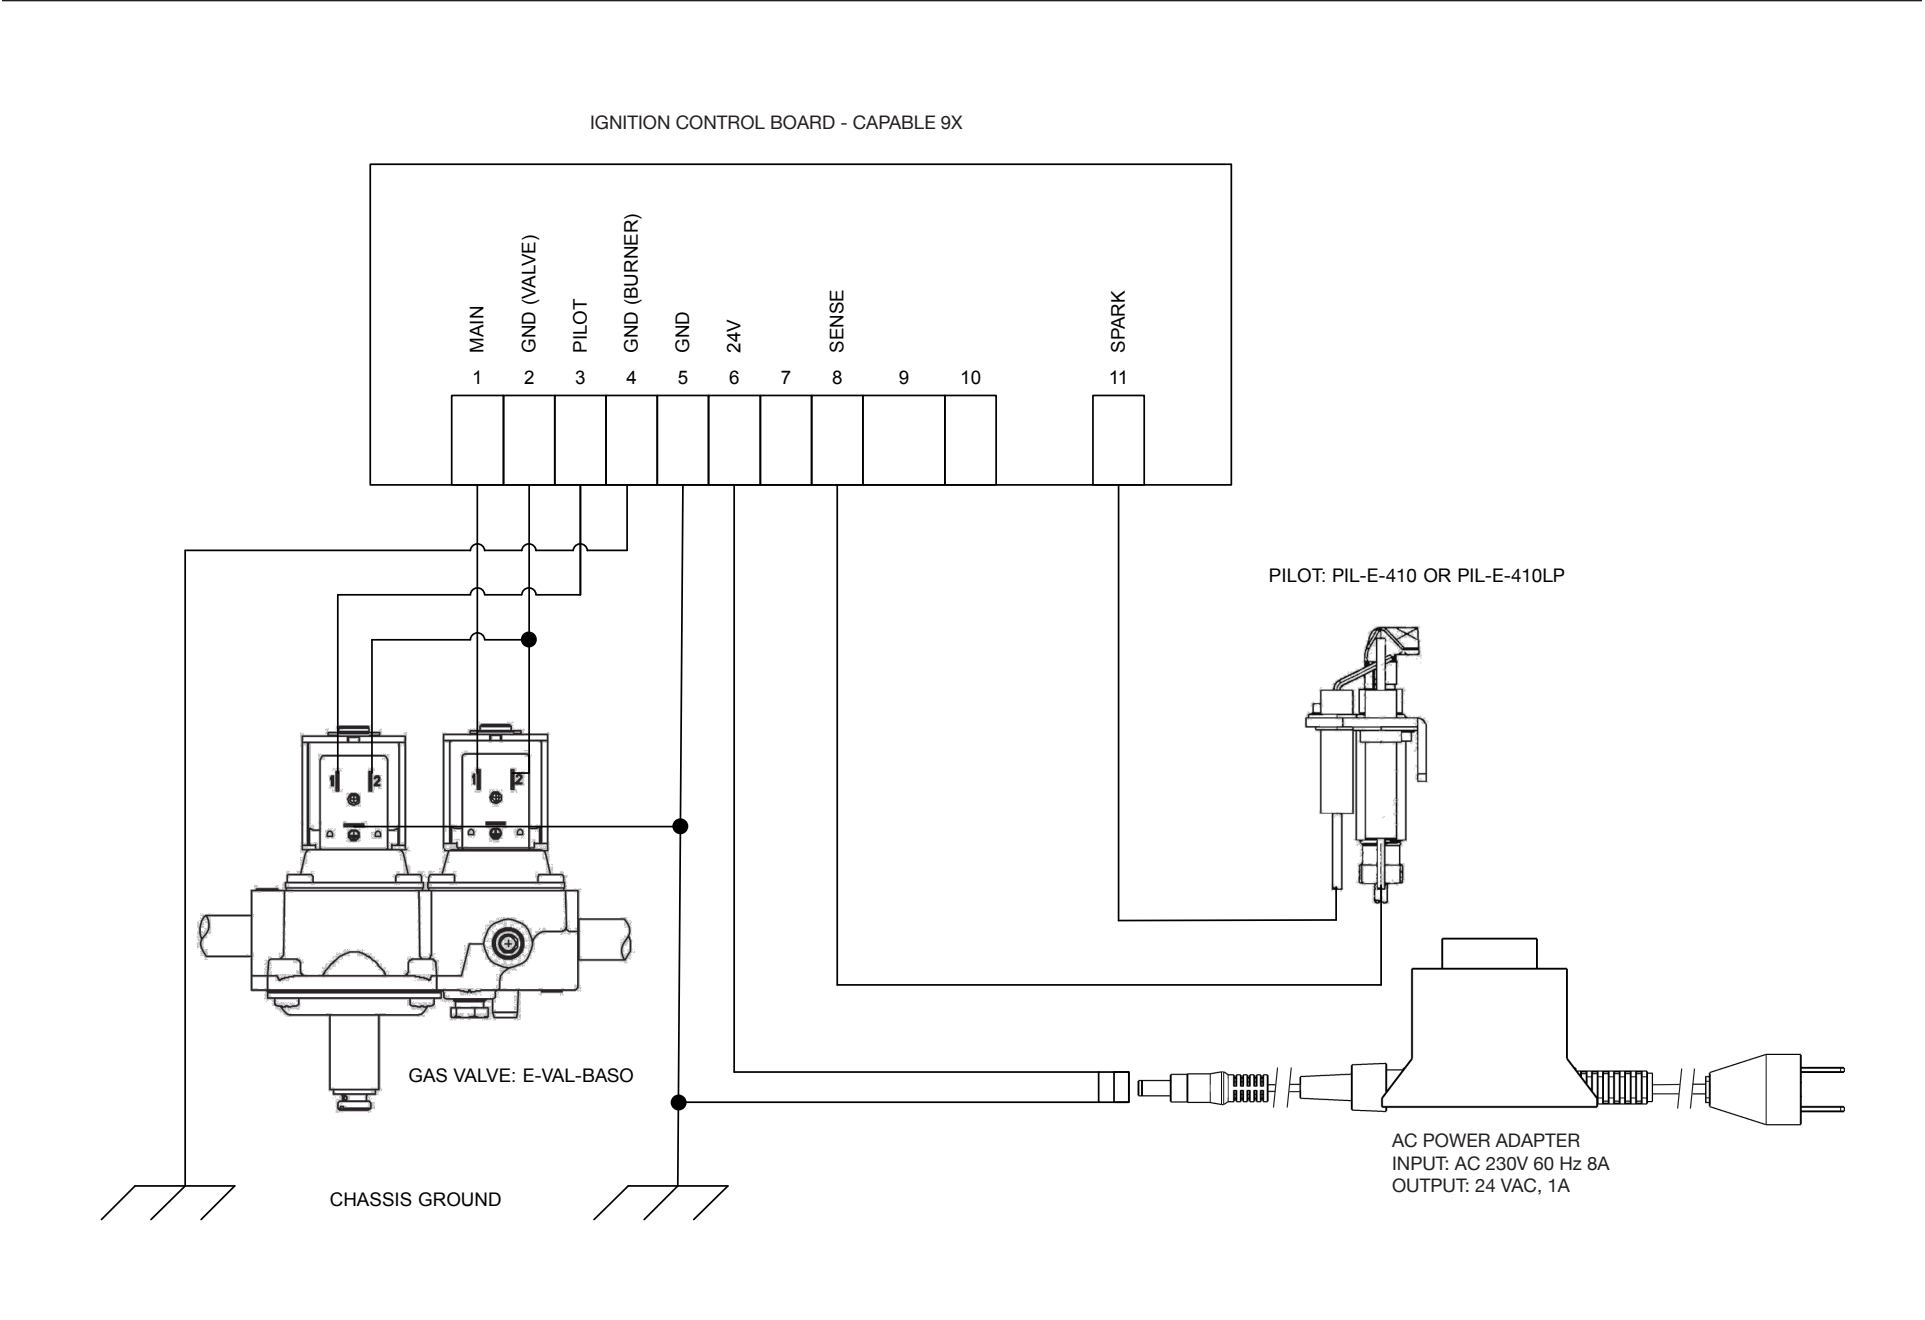 IGNITION CONTROL BOARD - CAPABLE 9X
MAIN
GND (VALVE)
PILOT
GND (BURNER)
GND
24V
SENSE
SPARK
1 2 3 4 5 6 7 8 9 10 11
PILOT: PIL-E-410 OR PIL-E-410LP
1 2 1 2
GAS VALVE: E-VAL-BASO
AC POWER ADAPTER
INPUT: AC 230V 60 Hz 8A
OUTPUT: 24 VAC, 1A
CHASSIS GROUND